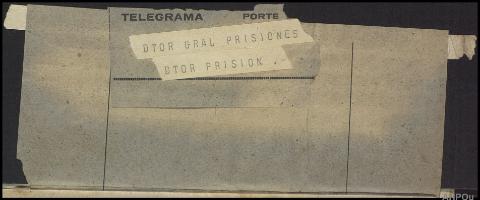 TELEGRAMA PORTE
DTOR GRAL PRISIONES
DTOR PRISION ..